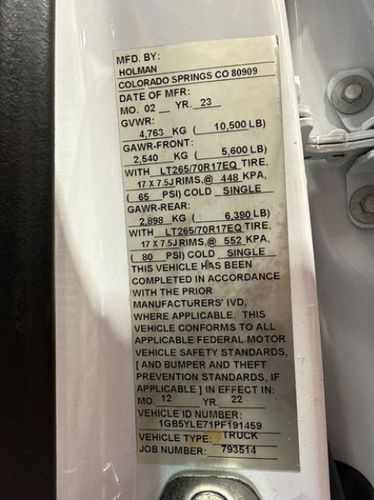 MFD. BY:
HOLMAN
COLORADO SPRINGS CO 80909
DATE OF MFR:
MO. 02 YR. 23
GVWR:
4,763 KG ( 10,500 LB)
GAWR-FRONT:
2,540 KG ( 5,600 LB)
WITH LT265/70R17EQ TIRE,
17 X 7.5J RIMS,@ 448 KPA,
( 65 PSI) COLD SINGLE
GAWR-REAR:
2,898 KG ( 6,390 LB)
WITH LT265/70R17EQ TIRE,
17 X 7.5J RIMS,@ 552 KPA,
( 80 PSI) COLD SINGLE
THIS VEHICLE HAS BEEN
COMPLETED IN ACCORDANCE
WITH THE PRIOR
MANUFACTURERS' IVD,
WHERE APPLICABLE. THIS
VEHICLE CONFORMS TO ALL
APPLICABLE FEDERAL MOTOR
VEHICLE SAFETY STANDARDS,
[ AND BUMPER AND THEFT
PREVENTION STANDARDS, IF
APPLICABLE ] IN EFFECT IN:
MO. 12 YR. 22
VEHICLE ID NUMBER:
1GB5YLE71PF191459
VEHICLE TYPE: TRUCK
JOB NUMBER: 793514